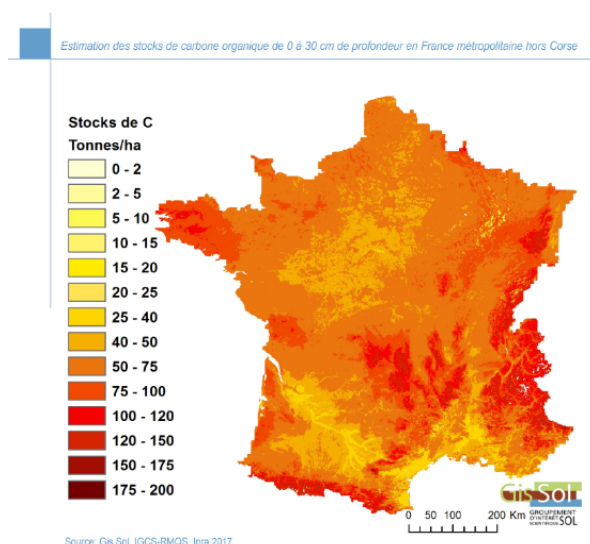 Estimation des stocks de carbone organique de 0 à 30 cm de profondeur en France métropolitaine hors Corse
Stocks de C
Tonnes/ha
0 - 2
2 - 5
5 - 10
10 - 15
15 - 20
20 - 25
25 - 40
40 - 50
50 - 75
75 - 100
100 - 120
120 - 150
150 - 175
175 - 200
Gis Sol
GROUPEMENT
D'INTÉRÊT
SCIENTIFIQUE SOL
0 50 100 200 Km
Source: Gis Sol, IGCS-RMQS, Inra 2017